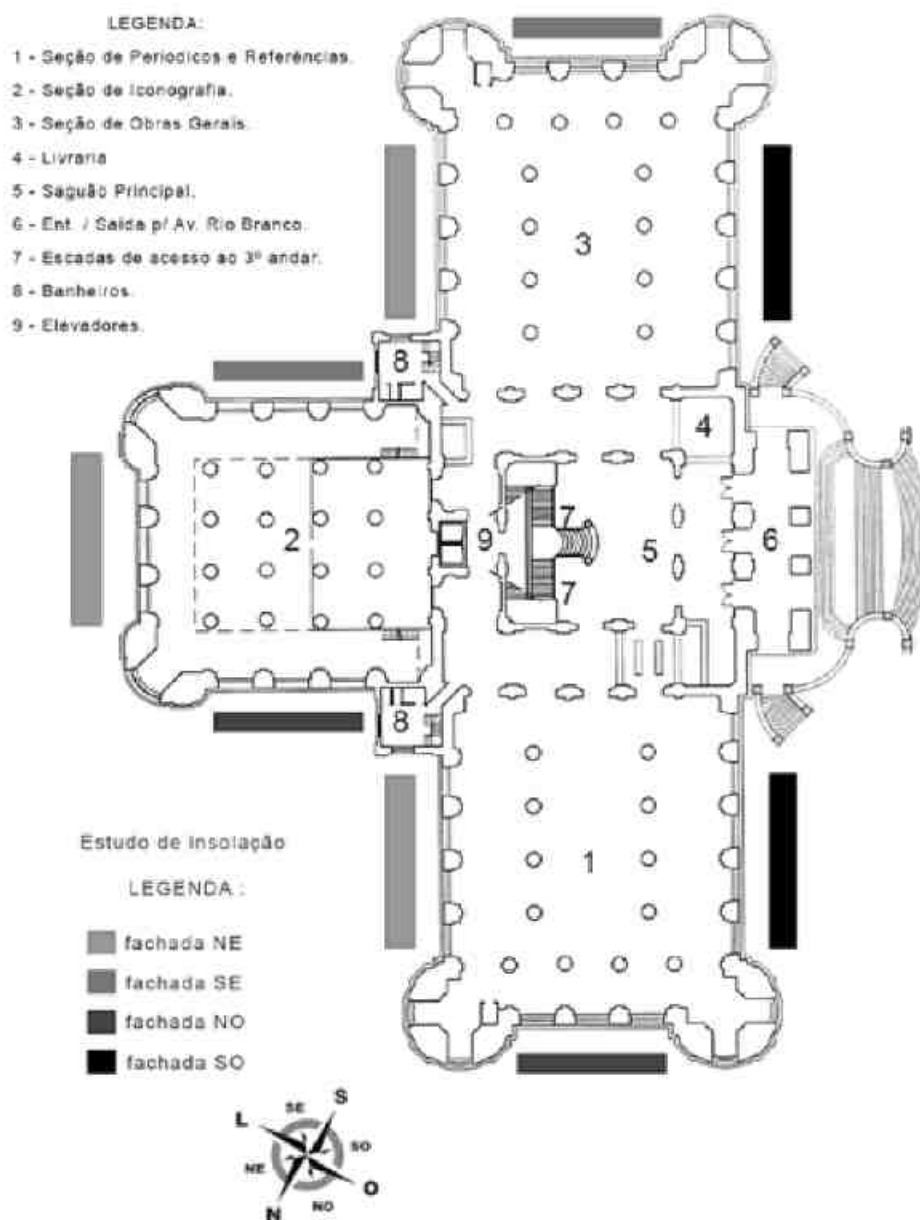 LEGENDA:
1 - Seção de Periodicos e Referências.
2 - Seção de Iconografia.
3 - Seção de Obras Gerais.
4 - Livraria
5 - Saguão Principal.
6 - Ent. / Saída p/ Av. Rio Branco.
7 - Escadas de acesso ao 3º andar.
8 - Banheiros.
9 - Elevadores.
3
8
4
2
9
7
5
6
7
8
1
Estudo de Insolação
LEGENDA :
fachada NE
fachada SE
fachada NO
fachada SO
S
SE
L
SO
NE
O
NO
N